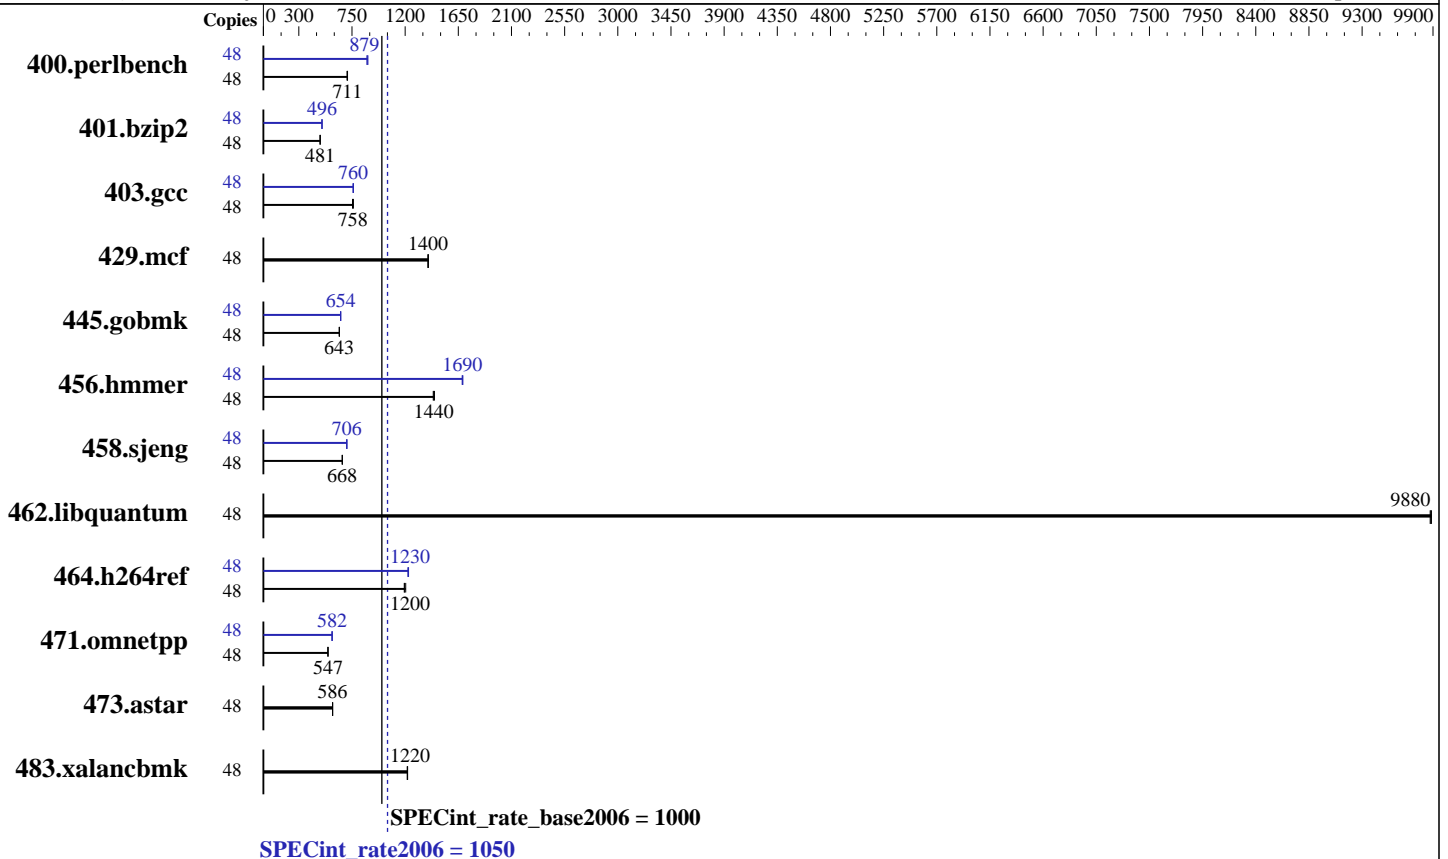 Copies 0 300 750 1200 1650 2100 2550 3000 3450 3900 4350 4800 5250 5700 6150 6600 7050 7500 7950 8400 8850 9300 9900
400.perlbench 48 879
48 711
401.bzip2 48 496
48 481
403.gcc 48 760
48 758
429.mcf 48 1400
445.gobmk 48 654
48 643
456.hmmer 48 1690
48 1440
458.sjeng 48 706
48 668
462.libquantum 48 9880
464.h264ref 48 1230
48 1200
471.omnetpp 48 582
48 547
473.astar 48 586
483.xalancbmk 48 1220
SPECint_rate_base2006 = 1000
SPECint_rate2006 = 1050